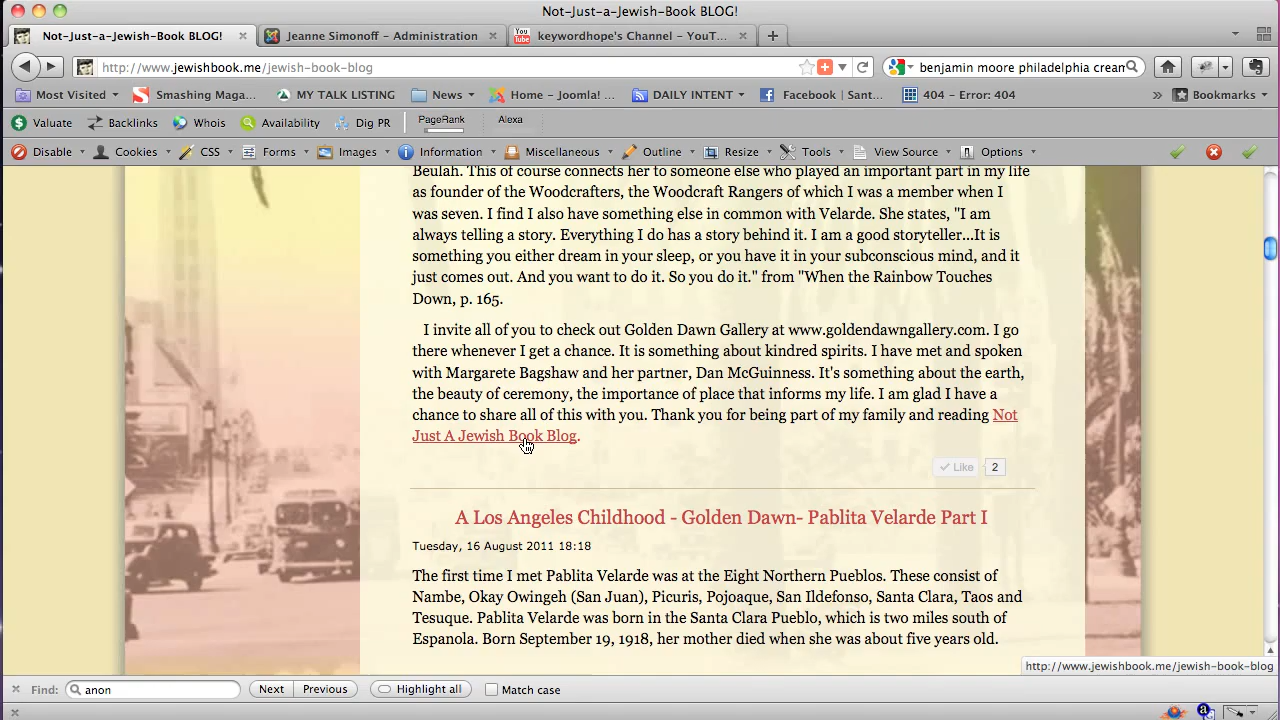 Not-Just-a-Jewish-Book BLOG!
Not-Just-a-Jewish-Book BLOG!
Jeanne Simonoff - Administration
You Tube
keywordhope's Channel - YouT...
http://www.jewishbook.me/jewish-book-blog
benjamin moore philadelphia cream
Most Visited
Smashing Maga...
MY TALK LISTING
News
Home - Joomla! ...
DAILY INTENT
Facebook | Sant...
404 - Error: 404
»
Bookmarks
Valuate
Backlinks
Whois
Availability
Dig PR
PageRank
Alexa
Disable
Cookies
CSS
Forms
Images
Information
Miscellaneous
Outline
Resize
Tools
View Source
Options
Beulah. This of course connects her to someone else who played an important part in my life
as founder of the Woodcrafters, the Woodcraft Rangers of which I was a member when I
was seven. I find I also have something else in common with Velarde. She states, "I am
always telling a story. Everything I do has a story behind it. I am a good storyteller...It is
something you either dream in your sleep, or you have it in your subconscious mind, and it
just comes out. And you want to do it. So you do it." from "When the Rainbow Touches
Down, p. 165.
I invite all of you to check out Golden Dawn Gallery at www.goldendawngallery.com. I go
there whenever I get a chance. It is something about kindred spirits. I have met and spoken
with Margarete Bagshaw and her partner, Dan McGuinness. It's something about the earth,
the beauty of ceremony, the importance of place that informs my life. I am glad I have a
chance to share all of this with you. Thank you for being part of my family and reading Not
Just A Jewish Book Blog.
Like
2
A Los Angeles Childhood - Golden Dawn- Pablita Velarde Part I
Tuesday, 16 August 2011 18:18
The first time I met Pablita Velarde was at the Eight Northern Pueblos. These consist of
Nambe, Okay Owingeh (San Juan), Picuris, Pojoaque, San Ildefonso, Santa Clara, Taos and
Tesuque. Pablita Velarde was born in the Santa Clara Pueblo, which is two miles south of
Espanola. Born September 19, 1918, her mother died when she was about five years old.
http://www.jewishbook.me/jewish-book-blog
Find:
anon
Next
Previous
Highlight all
Match case